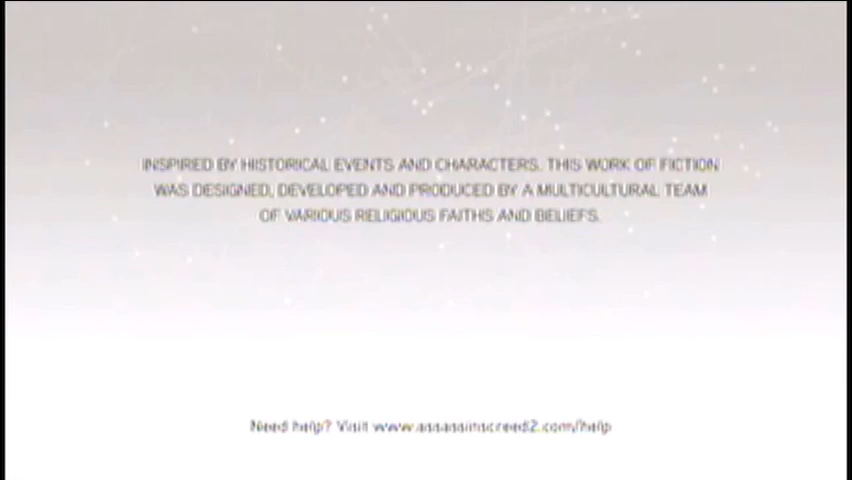 INSPIRED BY HISTORICAL EVENTS AND CHARACTERS. THIS WORK OF FICTION
WAS DESIGNED, DEVELOPED AND PRODUCED BY A MULTICULTURAL TEAM
OF VARIOUS RELIGIOUS FAITHS AND BELIEFS.
Need help? Visit www.assassinscreed2.com/help